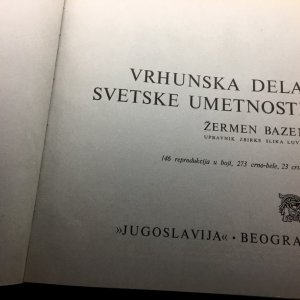 VRHUNSKA DELA
SVETSKE UMETNOST
ŽERMEN BAZE
UPRAVNIK ZBIRKE SLIKA LUV
146 reprodukcija u boji, 273 crno-bele, 23 crt
»JUGOSLAVIJA« · BEOGRA